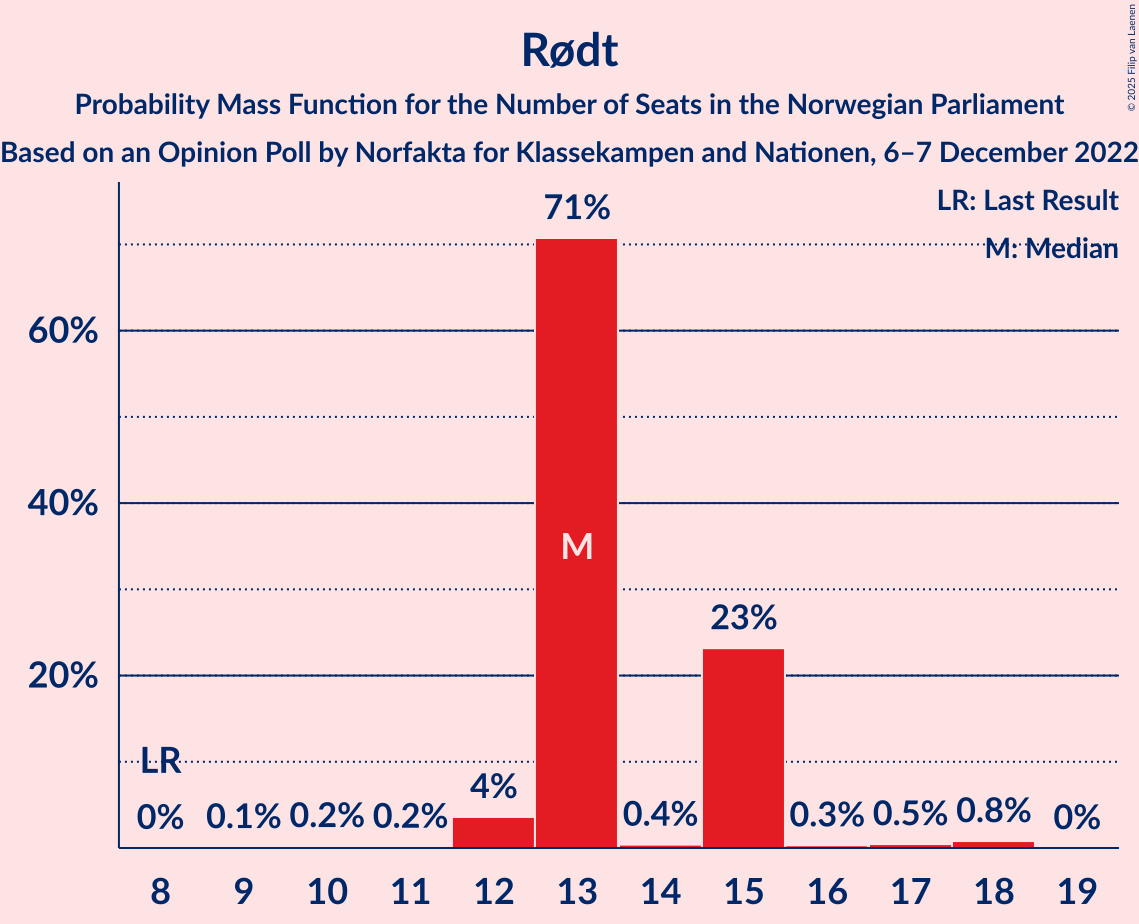 Rødt
Probability Mass Function for the Number of Seats in the Norwegian Parliament
Based on an Opinion Poll by Norfakta for Klassekampen and Nationen, 6–7 December 2022
© 2025 Filip van Laenen
LR: Last Result
M: Median
71%
60%
40%
M
23%
20%
LR
0% 0.1% 0.2% 0.2% 4% 0.4% 0.3% 0.5% 0.8% 0%
8 9 10 11 12 13 14 15 16 17 18 19